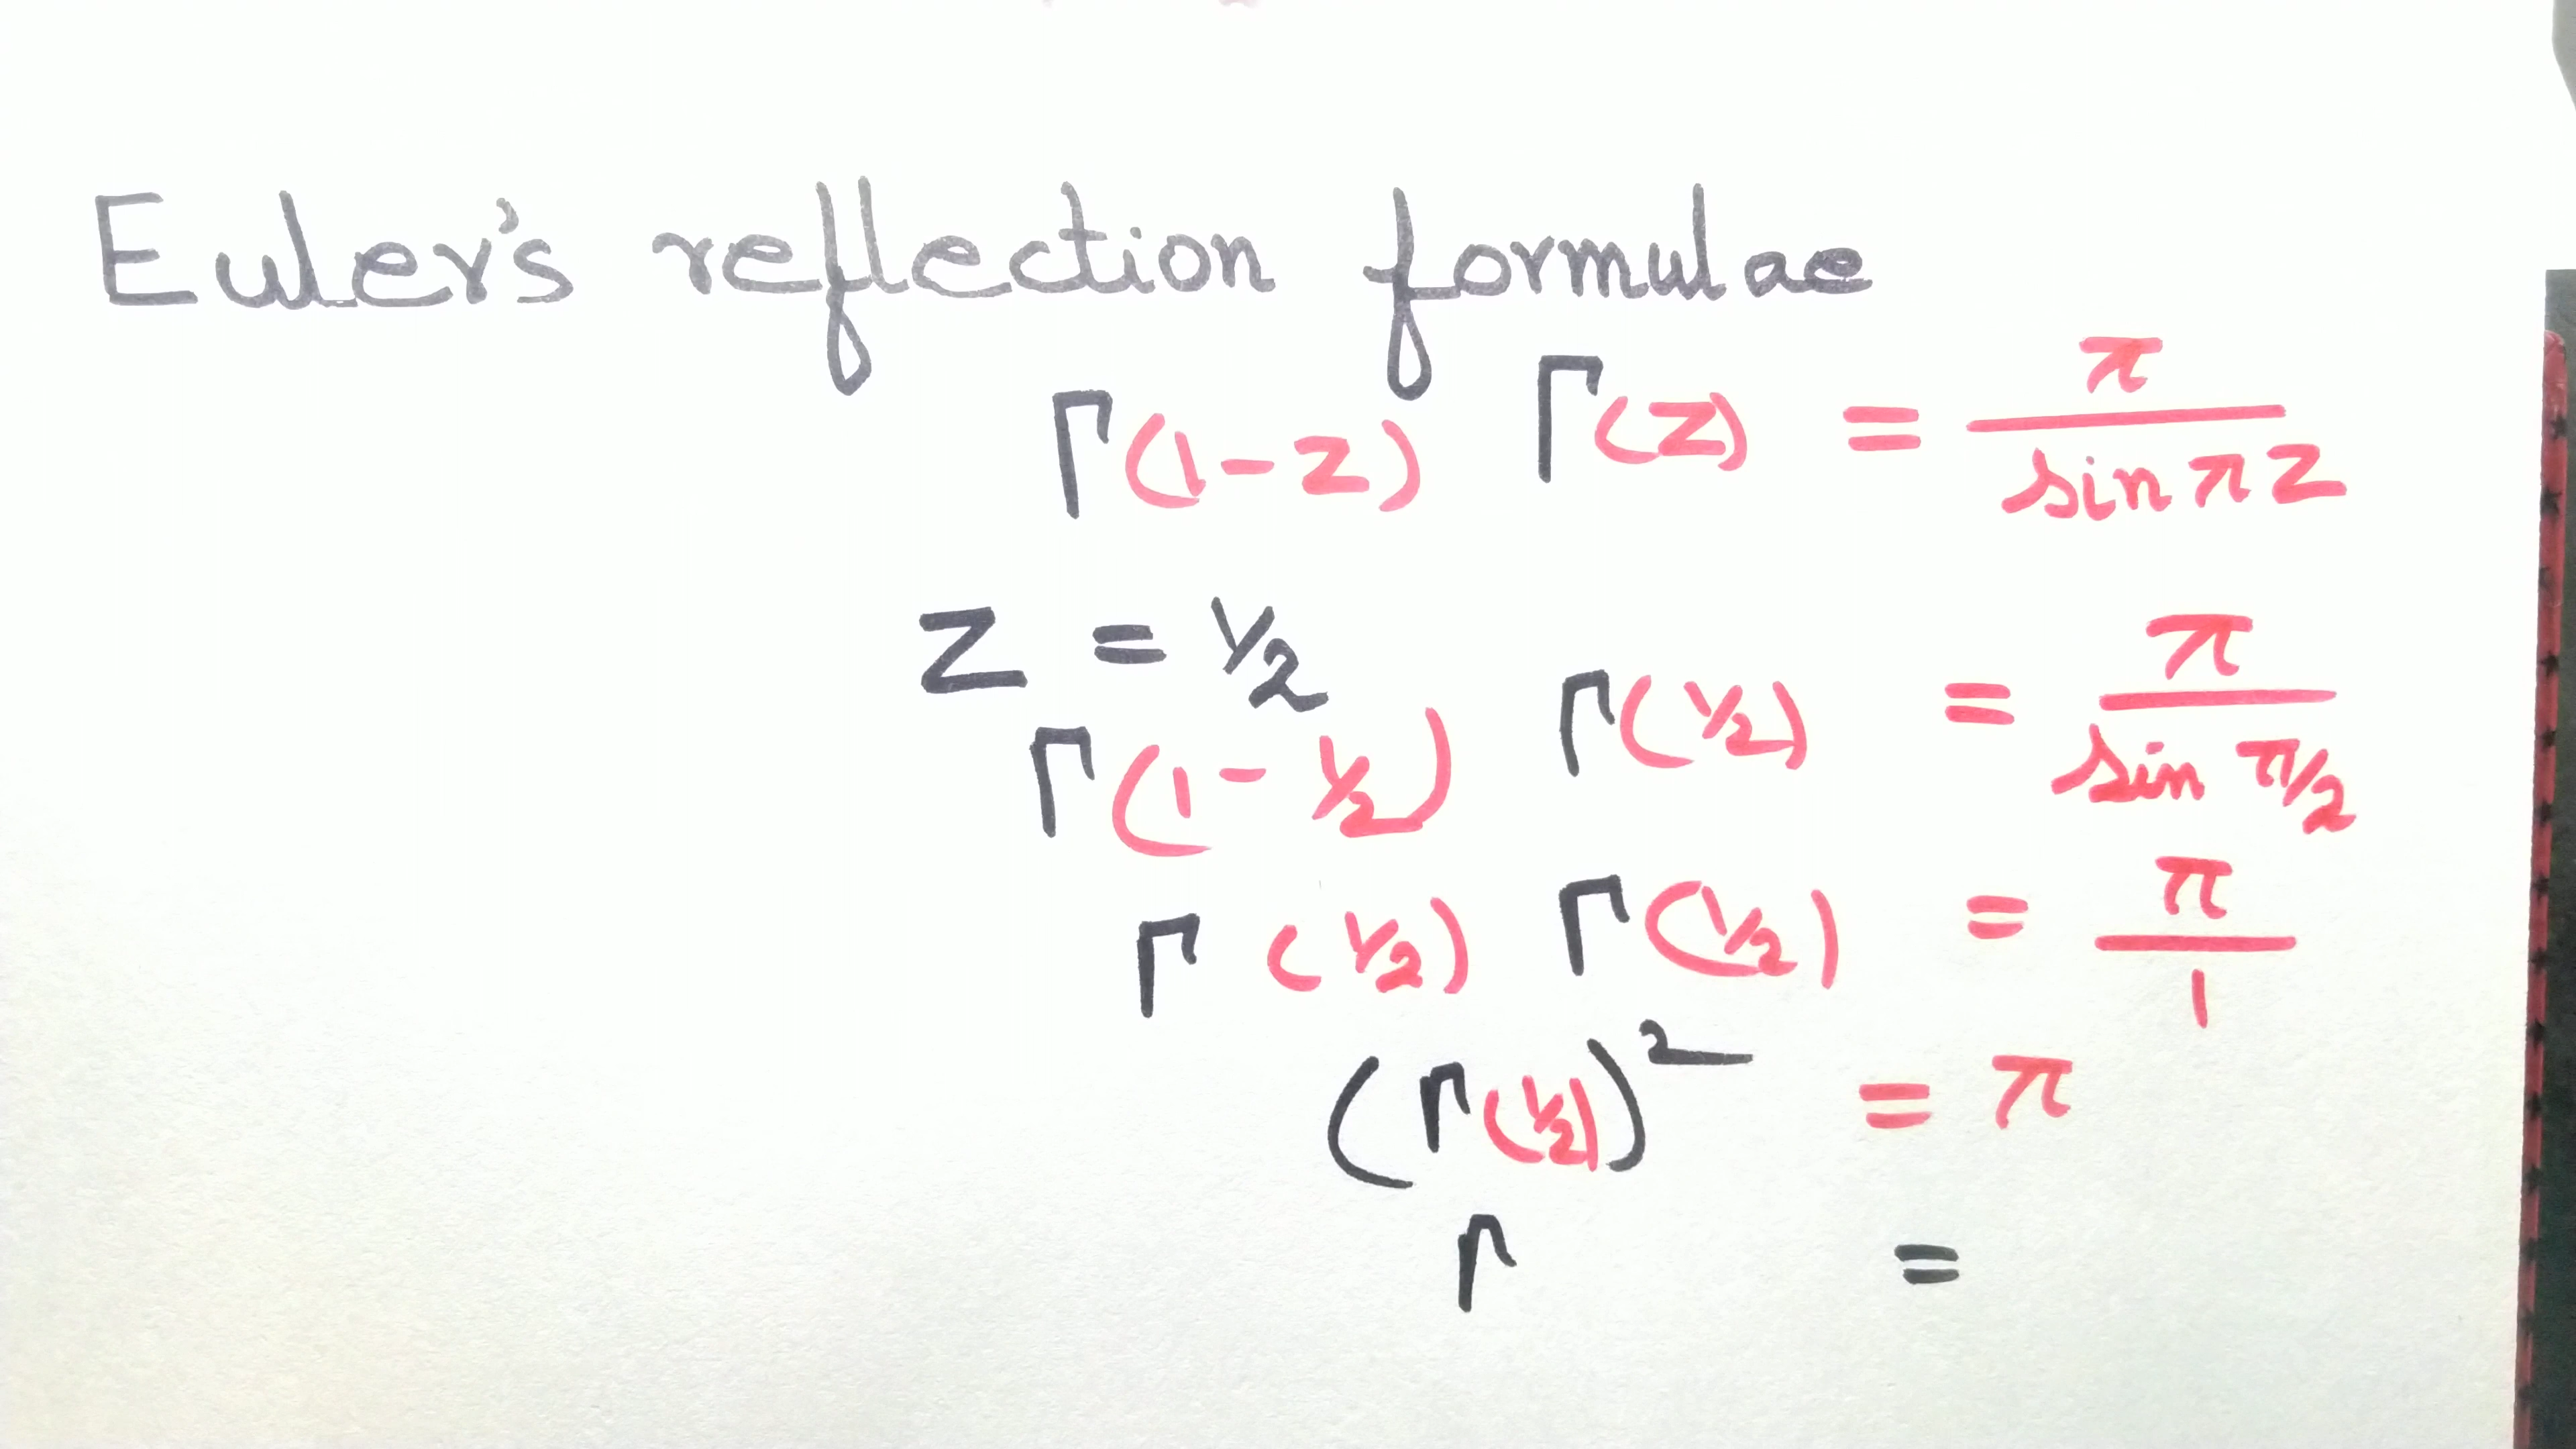 Euler's reflection formulae
Γ(1-z) Γ(z) = π/sin πz
z = 1/2
Γ(1-1/2) Γ(1/2) = π/sin π/2
Γ(1/2) Γ(1/2) = π/1
(Γ(1/2))² = π
Γ =